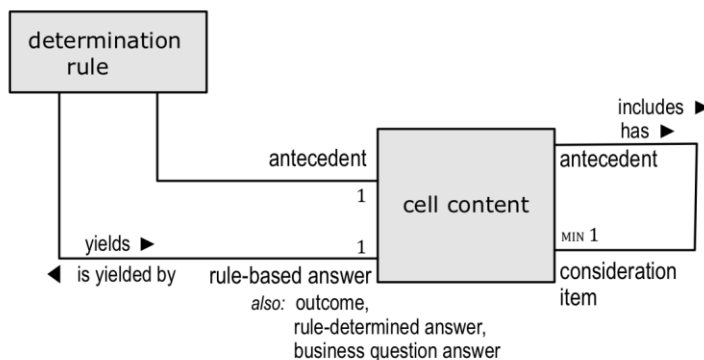 determination
rule
includes ►
has ►
antecedent
antecedent
1
cell content
yields ►
1
MIN 1
◄ is yielded by
rule-based answer
consideration
item
also: outcome,
rule-determined answer,
business question answer